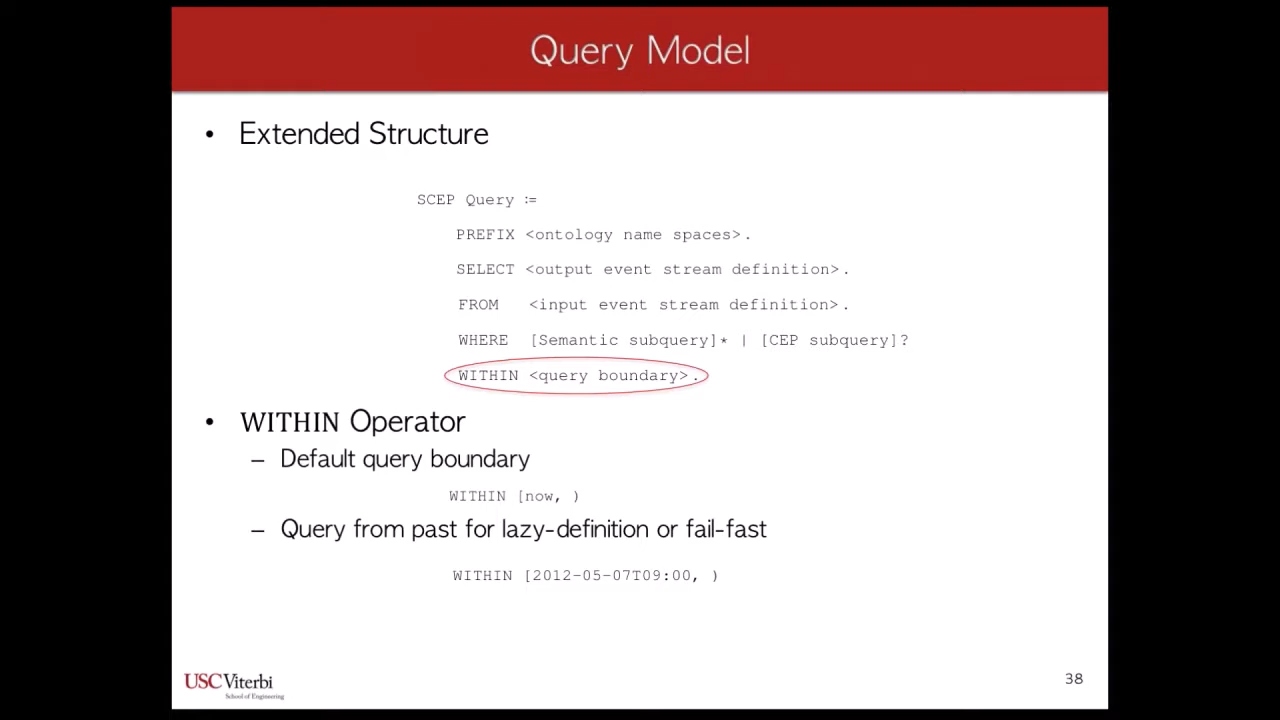 Query Model
• Extended Structure
SCEP Query :=
PREFIX <ontology name spaces>.
SELECT <output event stream definition>.
FROM <input event stream definition>.
WHERE [Semantic subquery]* | [CEP subquery]?
WITHIN <query boundary>.
• WITHIN Operator
– Default query boundary
WITHIN [now, )
– Query from past for lazy-definition or fail-fast
WITHIN [2012-05-07T09:00, )
USC Viterbi
School of Engineering
38